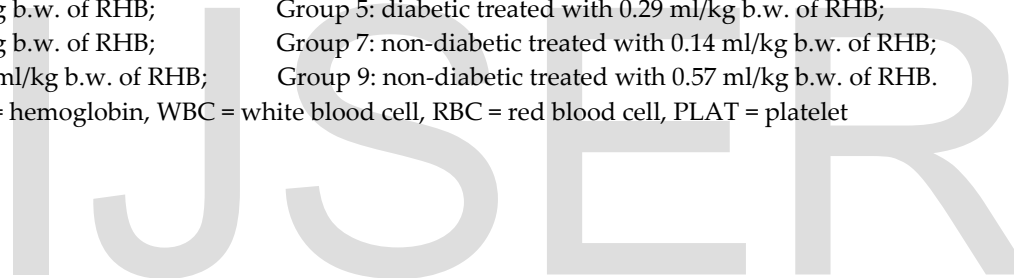 g b.w. of RHB; Group 5: diabetic treated with 0.29 ml/kg b.w. of RHB;
g b.w. of RHB; Group 7: non-diabetic treated with 0.14 ml/kg b.w. of RHB;
ml/kg b.w. of RHB; Group 9: non-diabetic treated with 0.57 ml/kg b.w. of RHB.
= hemoglobin, WBC = white blood cell, RBC = red blood cell, PLAT = platelet
IJSER